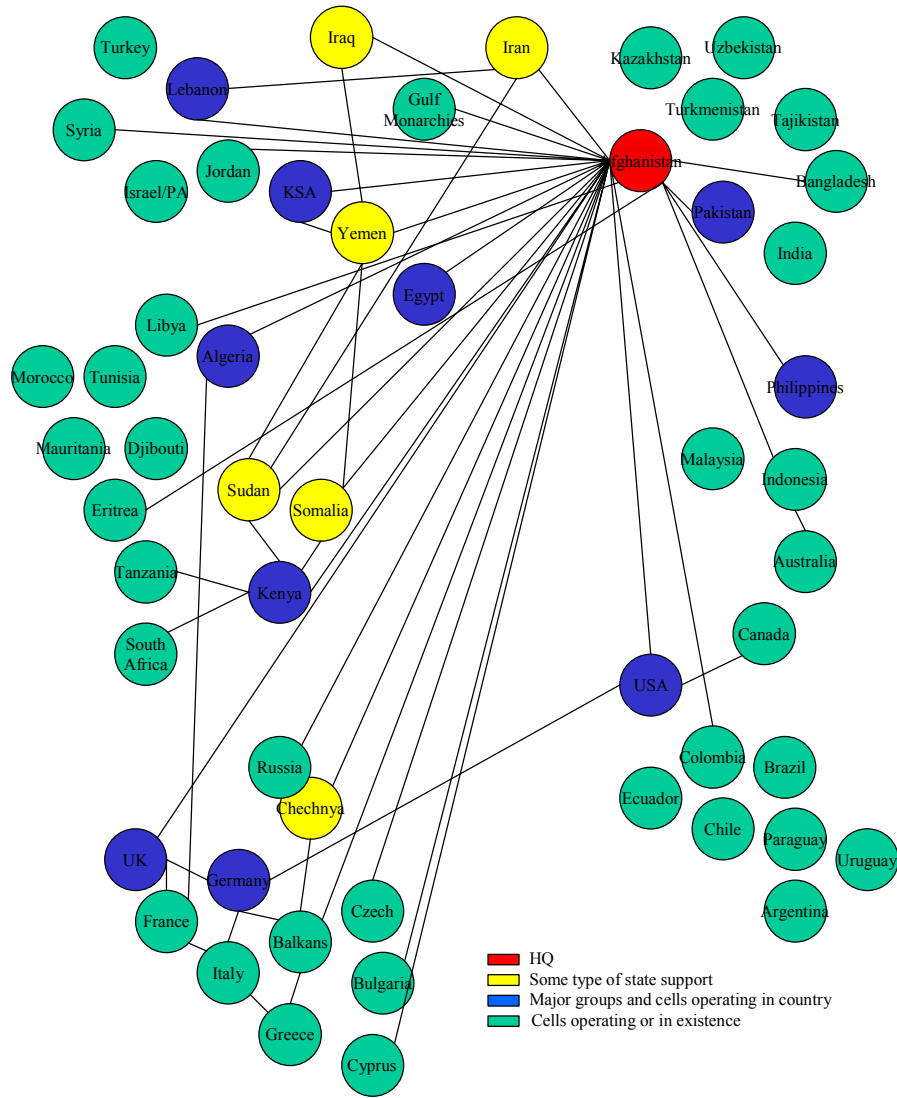 Turkey
Iraq
Iran
Kazakhstan
Uzbekistan
Lebanon
Gulf
Monarchies
Turkmenistan
Tajikistan
Syria
Jordan
Israel/PA
KSA
Yemen
fghanistan
Bangladesh
Pakistan
India
Egypt
Libya
Algeria
Morocco
Tunisia
Philippines
Mauritania
Djibouti
Malaysia
Sudan
Somalia
Indonesia
Eritrea
Tanzania
Kenya
Australia
South
Africa
Canada
USA
Russia
Chechnya
Colombia
Brazil
Ecuador
Chile
Paraguay
Uruguay
UK
Germany
France
Balkans
Czech
Argentina
Italy
Bulgaria
Greece
Cyprus
HQ
Some type of state support
Major groups and cells operating in country
Cells operating or in existence